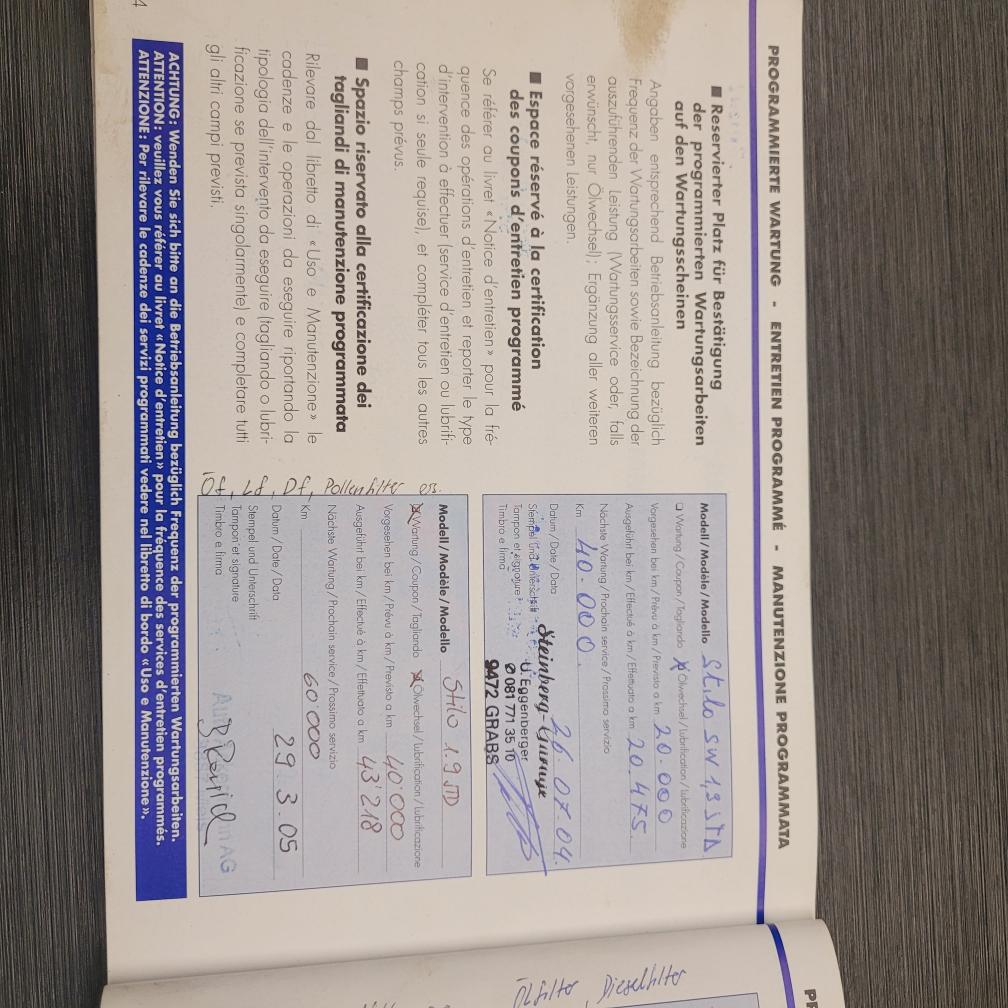 PROGRAMMIERTE WARTUNG - ENTRETIEN PROGRAMMÉ - MANUTENZIONE PROGRAMMATA
■ Reservierter Platz für Bestätigung
der programmierten Wartungsarbeiten
auf den Wartungsscheinen
Angaben entsprechend Betriebsanleitung bezüglich
Frequenz der Wartungsarbeiten sowie Bezeichnung der
auszuführenden Leistung (Wartungsservice oder, falls
erwünscht, nur Ölwechsel); Ergänzung aller weiteren
vorgesehenen Leistungen.
■ Espace réservé à la certification
des coupons d'entretien programmé
Se référer au livret «Notice d'entretien» pour la fré-
quence des opérations d'entretien et reporter le type
d'intervention à effectuer (service d'entretien ou lubrifi-
cation si seule requise), et compléter tous les autres
champs prévus.
■ Spazio riservato alla certificazione dei
tagliandi di manutenzione programmata
Rilevare dal libretto di «Uso e Manutenzione» le
cadenze e le operazioni da eseguire riportando la
tipologia dell'intervento da eseguire (tagliando o lubri-
ficazione se prevista singolarmente) e completare tutti
gli altri campi previsti.
Modell / Modèle / Modello Stilo SW 1,9 JTD
❏ Wartung / Coupon / Tagliando X Ölwechsel / Lubrification / Lubrificazione
Vorgesehen bei km / Prévu à km / Previsto a km 20.000
Ausgeführt bei km / Effectué à km / Effettuato a km 20.475
Nächste Wartung / Prochain service / Prossimo servizio
Km 40.000
Datum / Date / Data 26.07.04
Stempel und Unterschrift
Tampon et signature
Timbro e firma
Steinberg-Garage
U. Eggenberger
✆ 081 771 35 10
9472 GRABS
Modell / Modèle / Modello Stilo 1.9 JTD
X Wartung / Coupon / Tagliando X Ölwechsel / Lubrification / Lubrificazione
Vorgesehen bei km / Prévu à km / Previsto a km 40'000
Ausgeführt bei km / Effectué à km / Effettuato a km 43'218
Nächste Wartung / Prochain service / Prossimo servizio
Km 60'000
Datum / Date / Data 29.3.05
Stempel und Unterschrift
Tampon et signature
Timbro e firma
AG
Öf, Lf, Df, Pollenfilter ers.
ACHTUNG: Wenden Sie sich bitte an die Betriebsanleitung bezüglich Frequenz der programmierten Wartungsarbeiten.
ATTENTION: veuillez vous référer au livret «Notice d'entretien» pour la fréquence des services d'entretien programmés.
ATTENZIONE: Per rilevare le cadenze dei servizi programmati vedere nel libretto di bordo «Uso e Manutenzione».
4
Ölfilter, Dieselfilter